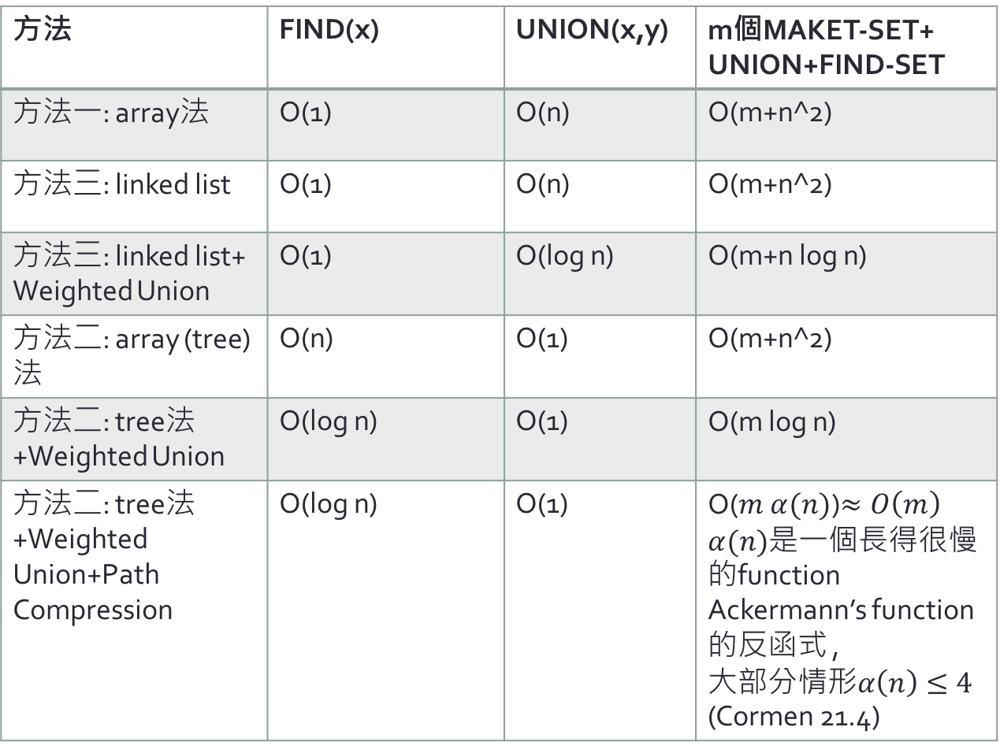 方法
FIND(x)
UNION(x,y)
m個MAKET-SET+
UNION+FIND-SET
方法一: array法
O(1)
O(n)
O(m+n^2)
方法三: linked list
O(1)
O(n)
O(m+n^2)
方法三: linked list+
Weighted Union
O(1)
O(log n)
O(m+n log n)
方法二: array (tree)
法
O(n)
O(1)
O(m+n^2)
方法二: tree法
+Weighted Union
O(log n)
O(1)
O(m log n)
方法二: tree法
+Weighted
Union+Path
Compression
O(log n)
O(1)
O(𝑚 𝛼(𝑛))≈ 𝑂(𝑚)
𝛼(𝑛)是一個長得很慢
的function
Ackermann’s function
的反函式,
大部分情形𝛼(𝑛) ≤ 4
(Cormen 21.4)